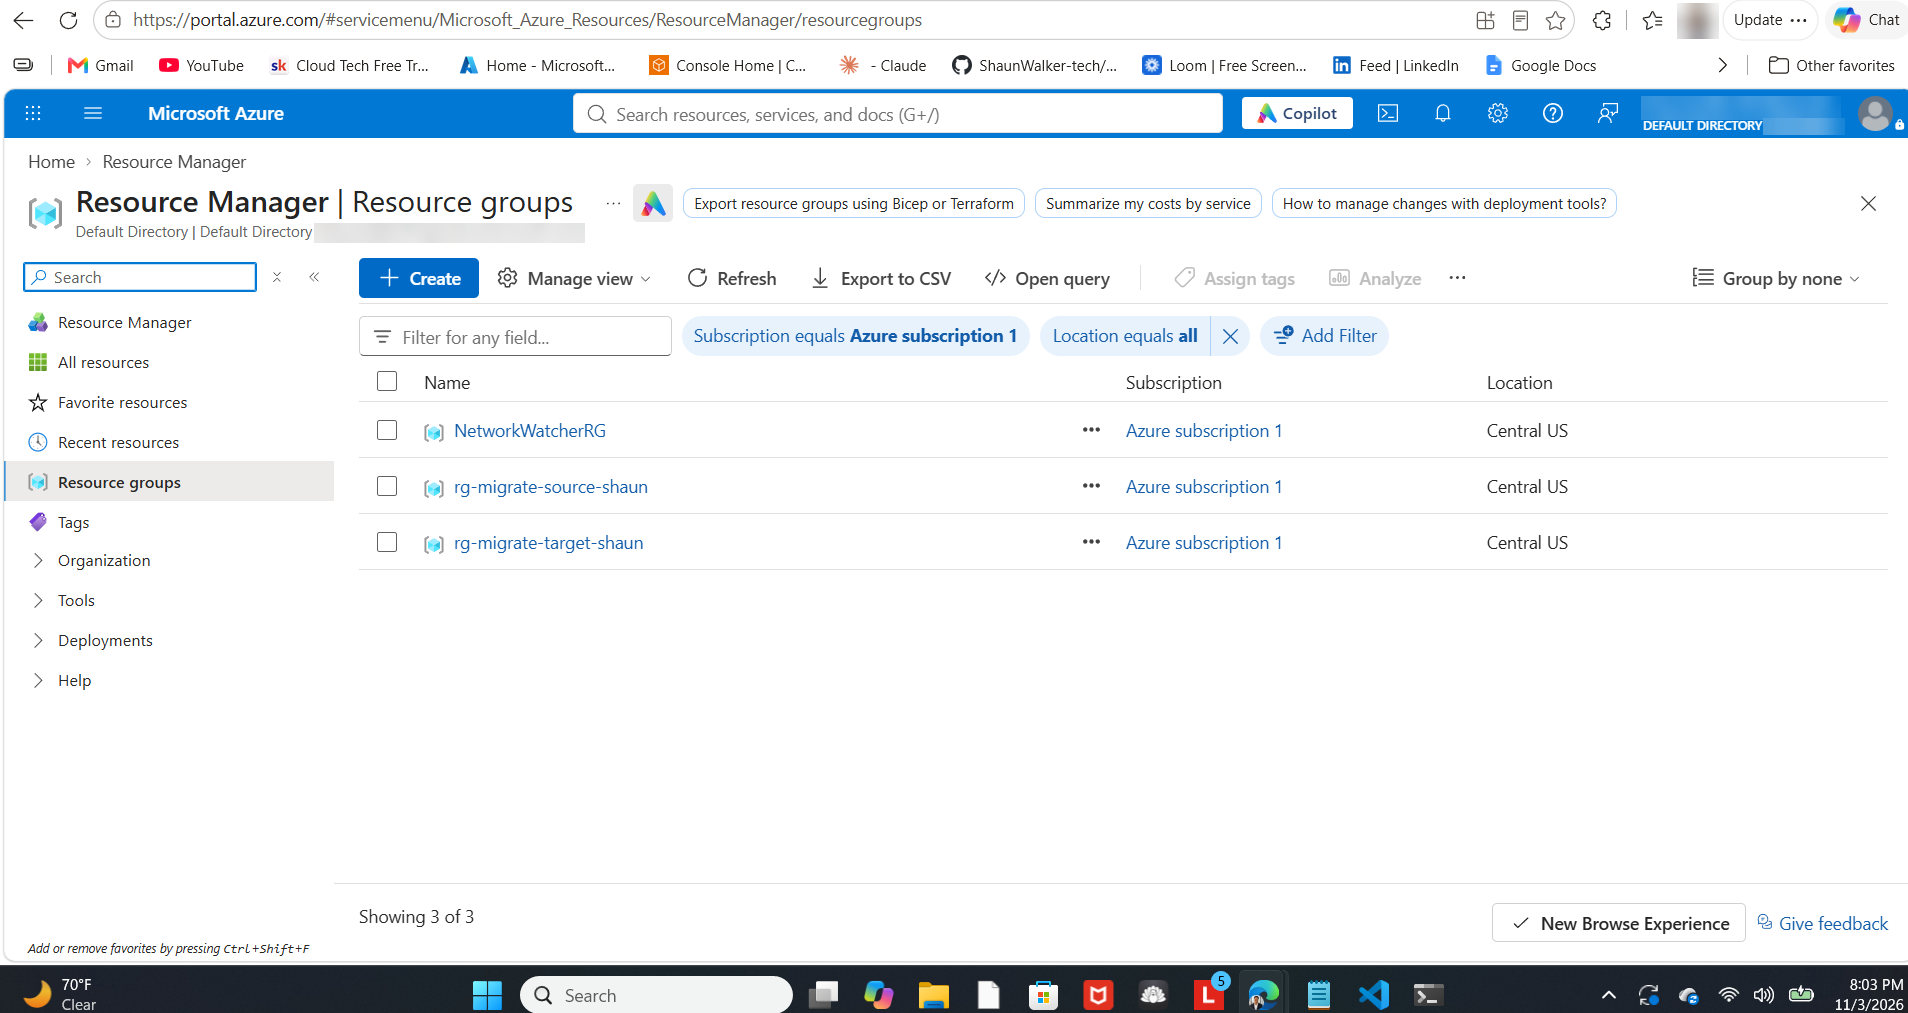 https://portal.azure.com/#servicemenu/Microsoft_Azure_Resources/ResourceManager/resourcegroups
Update
Chat
Gmail
YouTube
sk Cloud Tech Free Tr...
Home - Microsoft...
Console Home | C...
- Claude
ShaunWalker-tech/...
Loom | Free Screen...
Feed | LinkedIn
Google Docs
Other favorites
Microsoft Azure
Search resources, services, and docs (G+/)
Copilot
DEFAULT DIRECTORY
Home > Resource Manager
Resource Manager | Resource groups
...
Export resource groups using Bicep or Terraform
Summarize my costs by service
How to manage changes with deployment tools?
Default Directory | Default Directory
Search
Create
Manage view
Refresh
Export to CSV
Open query
Assign tags
Analyze
...
Group by none
Resource Manager
All resources
Favorite resources
Recent resources
Resource groups
Tags
Organization
Tools
Deployments
Help
Filter for any field...
Subscription equals Azure subscription 1
Location equals all
Add Filter
Name Subscription Location
NetworkWatcherRG ... Azure subscription 1 Central US
rg-migrate-source-shaun ... Azure subscription 1 Central US
rg-migrate-target-shaun ... Azure subscription 1 Central US
Showing 3 of 3
New Browse Experience
Give feedback
Add or remove favorites by pressing Ctrl+Shift+F
70°F
Clear
Search
L 5
8:03 PM
11/3/2026